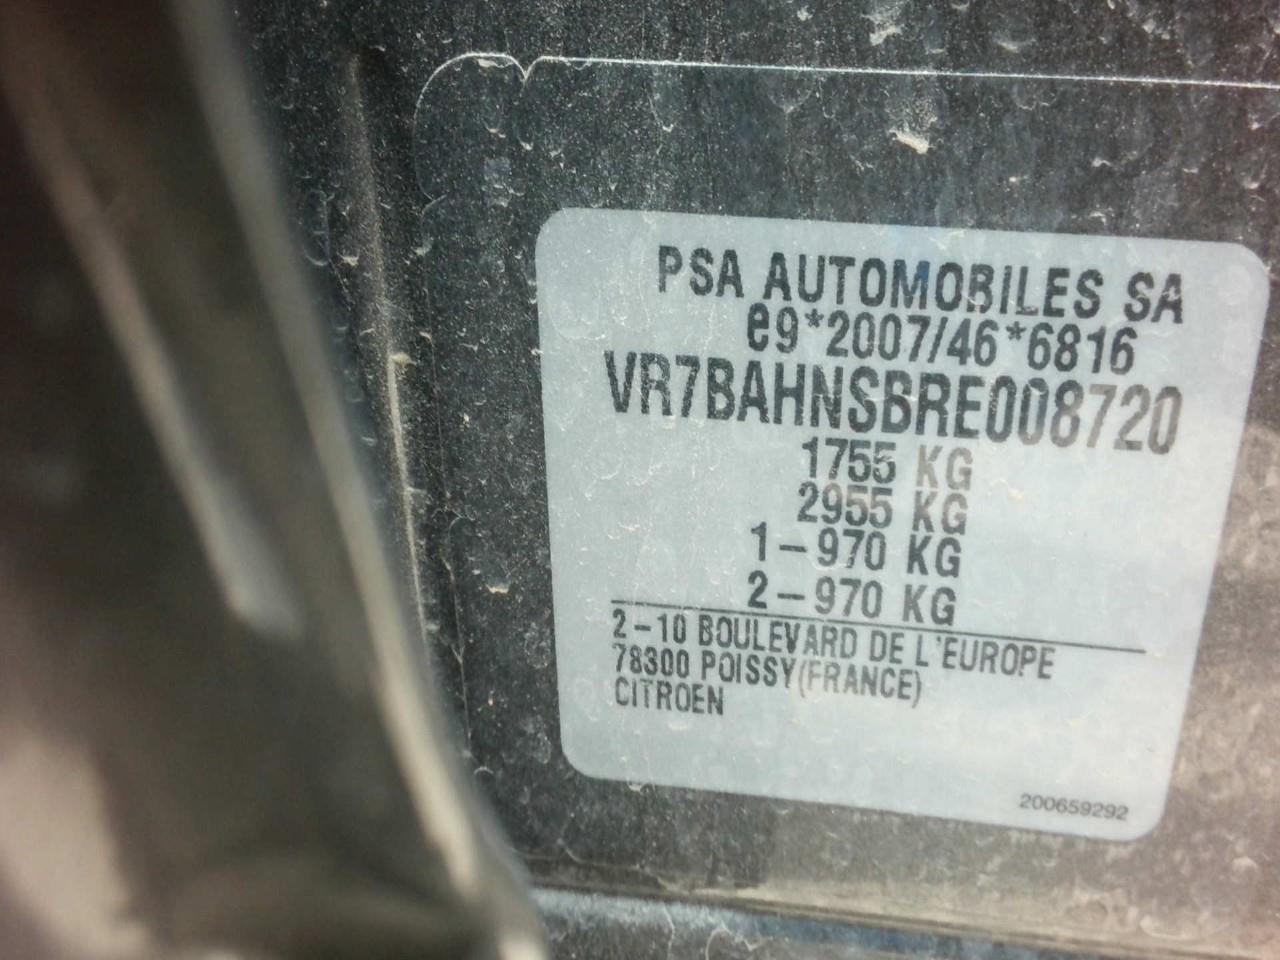 PSA AUTOMOBILES SA
e9*2007/46*6816
VR7BAHNSBRE008720
1755 KG
2955 KG
1-970 KG
2-970 KG
2-10 BOULEVARD DE L'EUROPE
78300 POISSY(FRANCE)
CITROEN
200659292